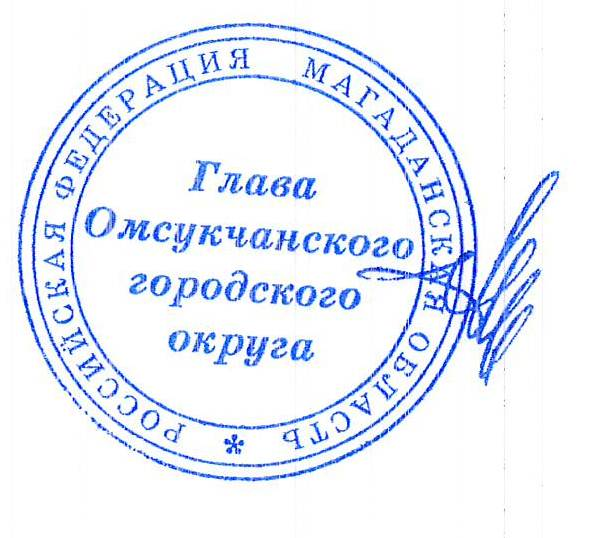 РОССИЙСКАЯ ФЕДЕРАЦИЯ МАГАДАНСКАЯ ОБЛАСТЬ *
Глава
Омсукчанского
городского
округа